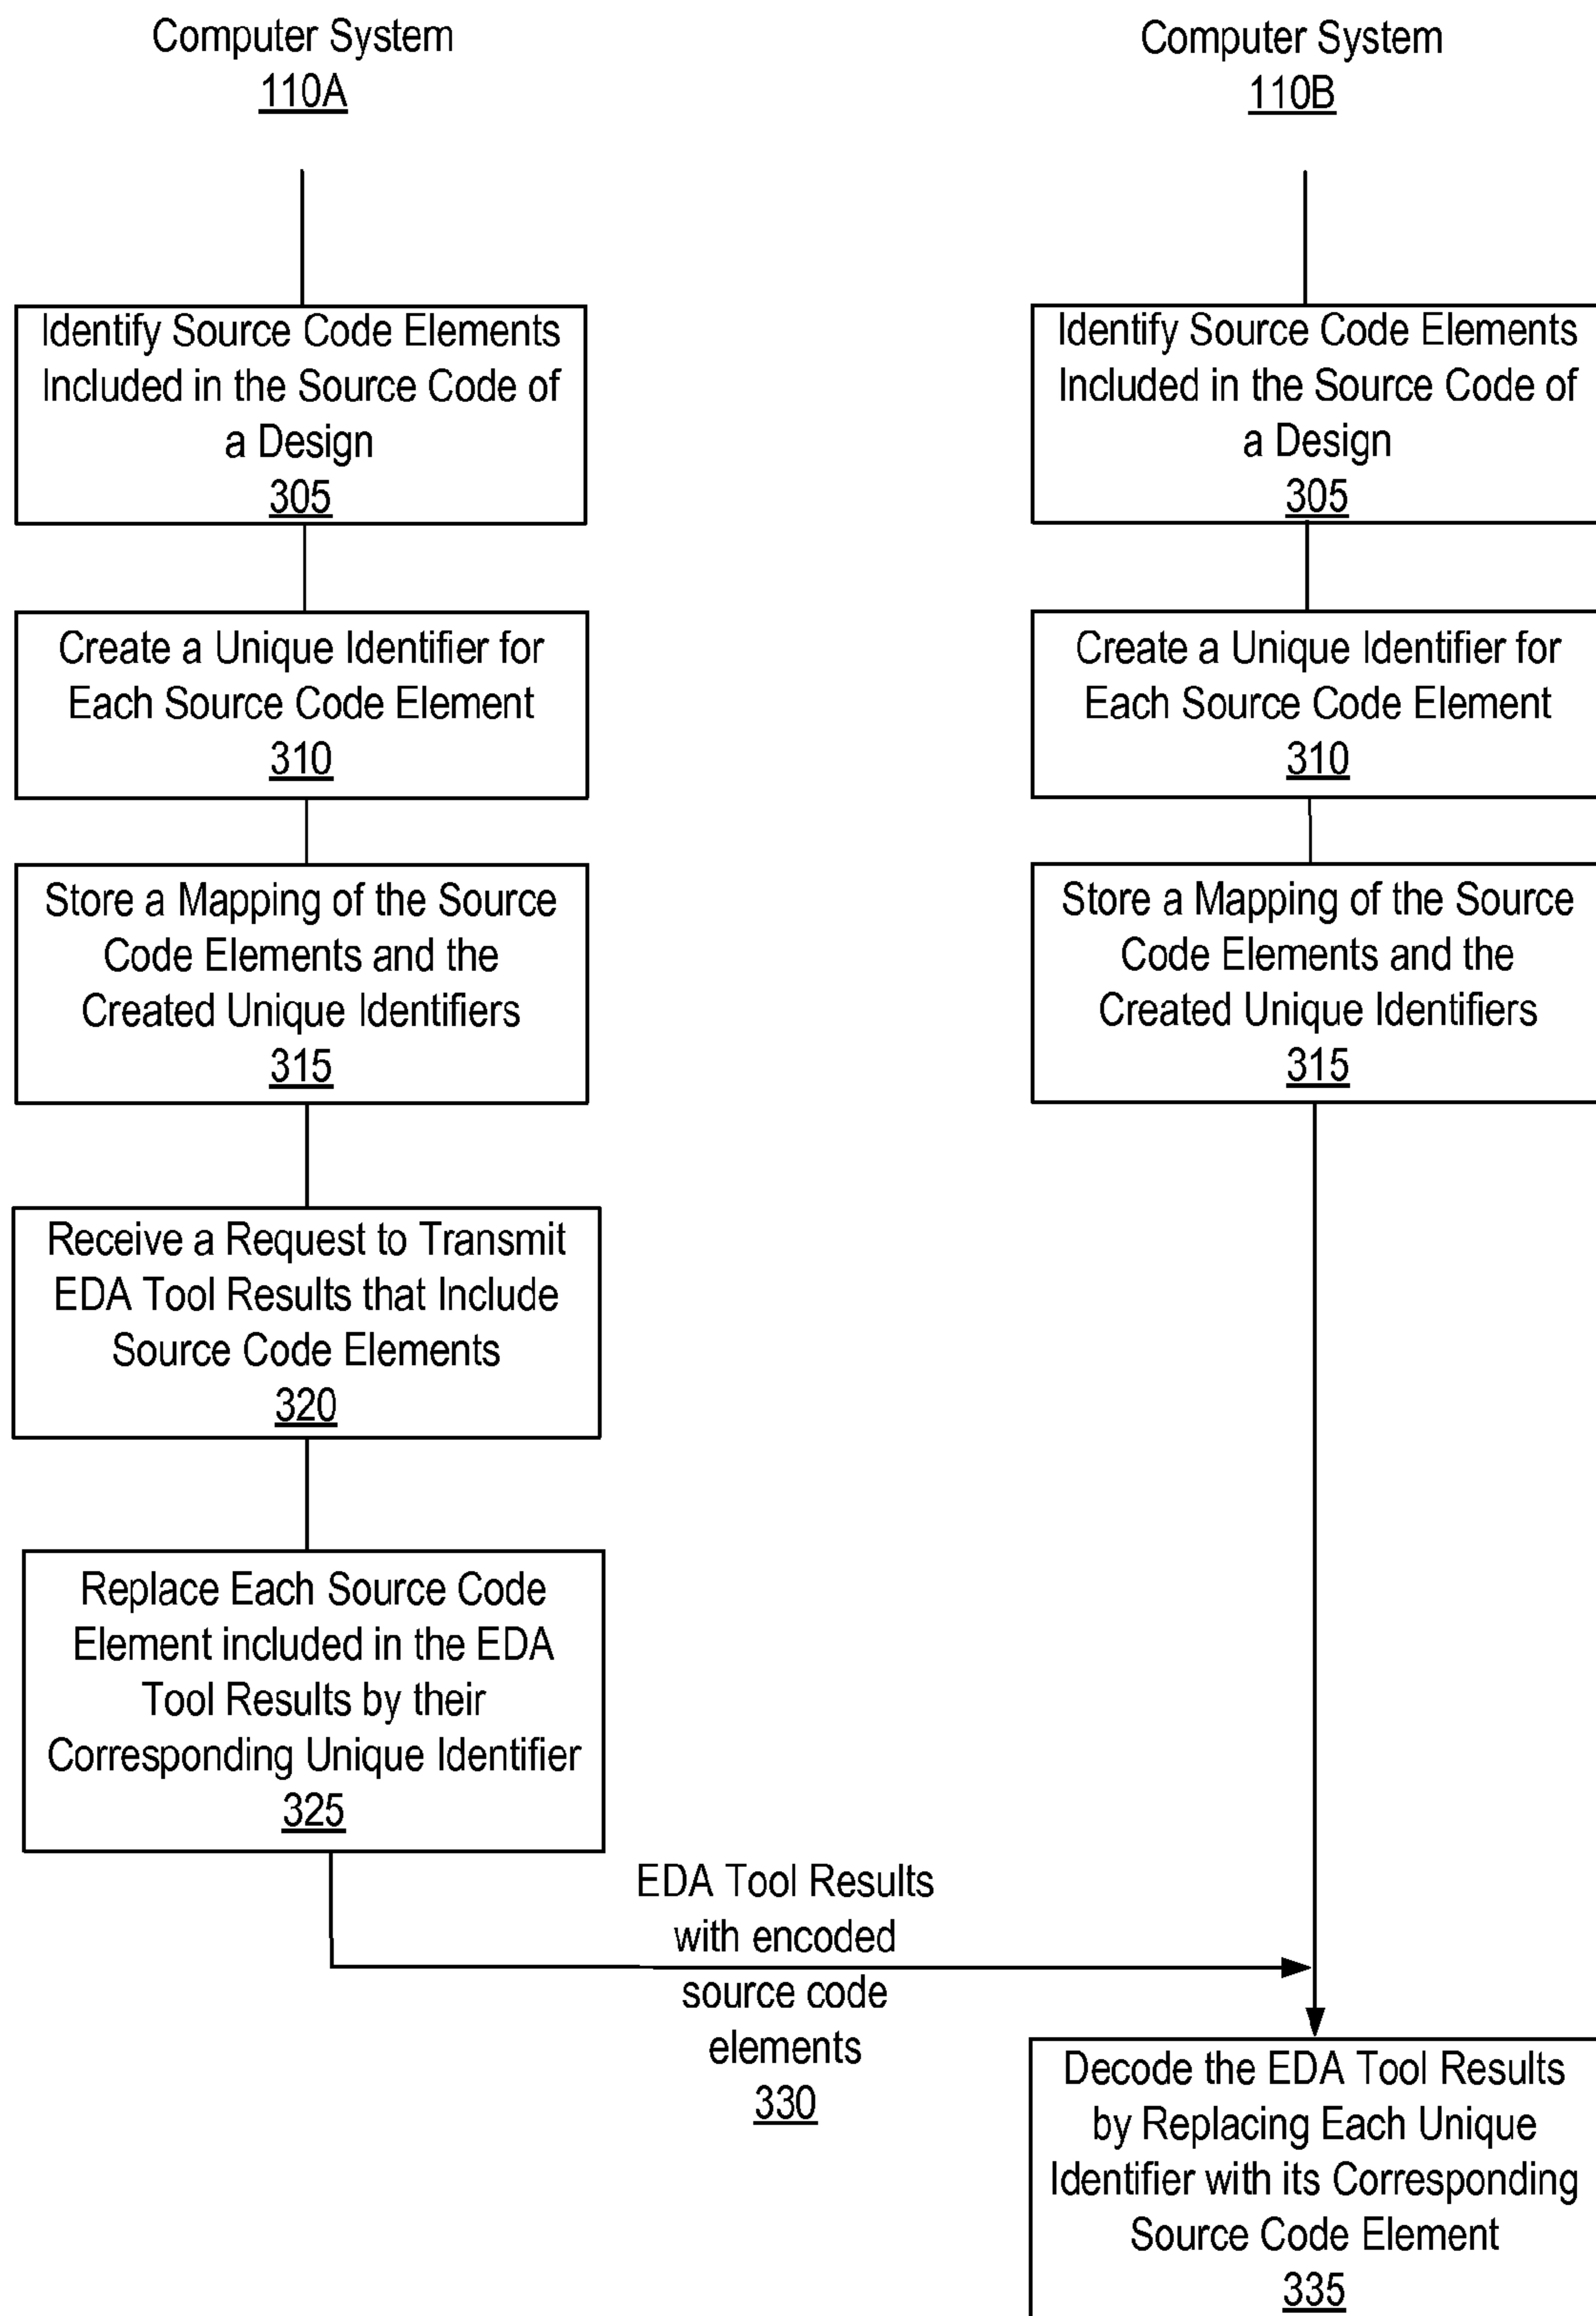 Computer System
110A
Identify Source Code Elements
Included in the Source Code of
a Design
305
Create a Unique Identifier for
Each Source Code Element
310
Store a Mapping of the Source
Code Elements and the
Created Unique Identifiers
315
Receive a Request to Transmit
EDA Tool Results that Include
Source Code Elements
320
Replace Each Source Code
Element included in the EDA
Tool Results by their
Corresponding Unique Identifier
325
EDA Tool Results
with encoded
source code
elements
330
Computer System
110B
Identify Source Code Elements
Included in the Source Code of
a Design
305
Create a Unique Identifier for
Each Source Code Element
310
Store a Mapping of the Source
Code Elements and the
Created Unique Identifiers
315
Decode the EDA Tool Results
by Replacing Each Unique
Identifier with its Corresponding
Source Code Element
335